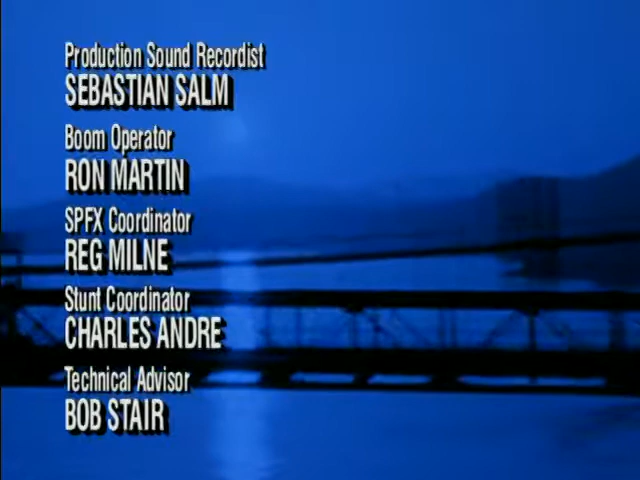 Production Sound Recordist
SEBASTIAN SALM
Boom Operator
RON MARTIN
SPFX Coordinator
REG MILNE
Stunt Coordinator
CHARLES ANDRE
Technical Advisor
BOB STAIR